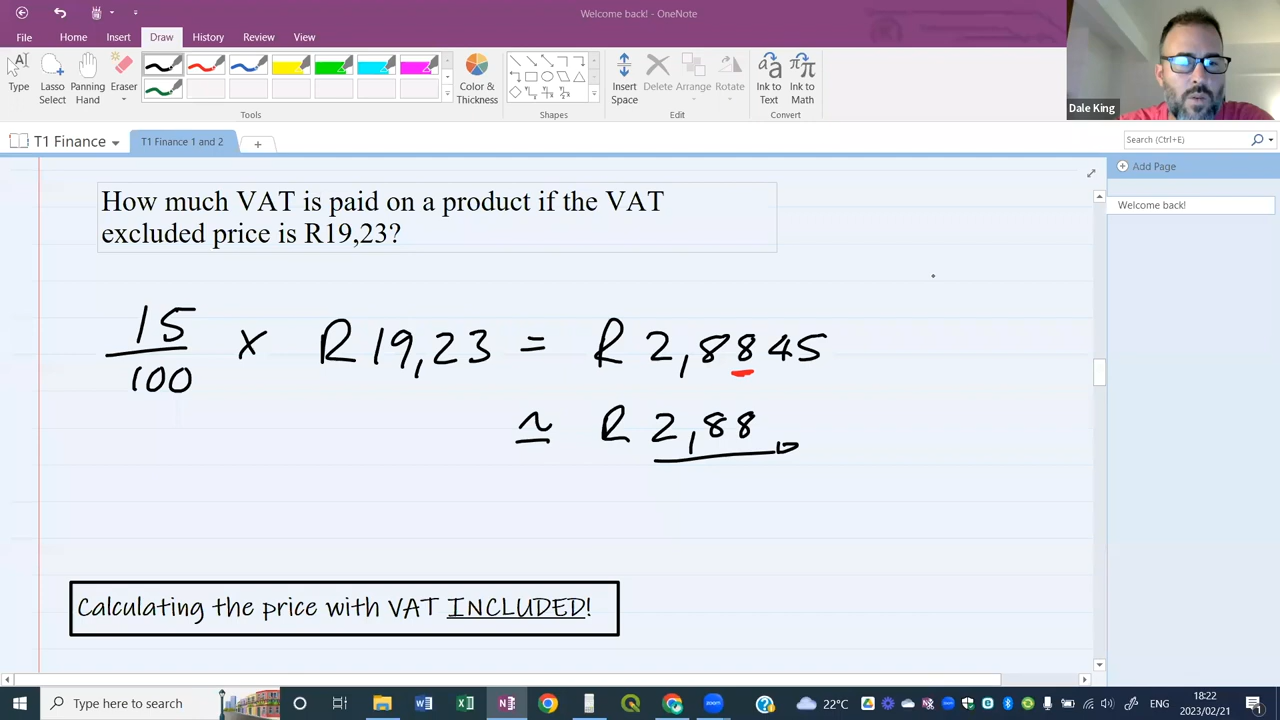 Welcome back! - OneNote
File Home Insert Draw History Review View
Type
Lasso Select
Panning Hand
Eraser
Color & Thickness
Insert Space
Delete
Arrange
Rotate
Ink to Text
Ink to Math
Tools
Shapes
Edit
Convert
Dale King
T1 Finance
T1 Finance 1 and 2
Search (Ctrl+E)
Add Page
Welcome back!
How much VAT is paid on a product if the VAT
excluded price is R19,23?
15/100 × R 19,23 = R 2,8845
≃ R 2,88
Calculating the price with VAT INCLUDED!
Type here to search
22°C
ENG
18:22
2023/02/21